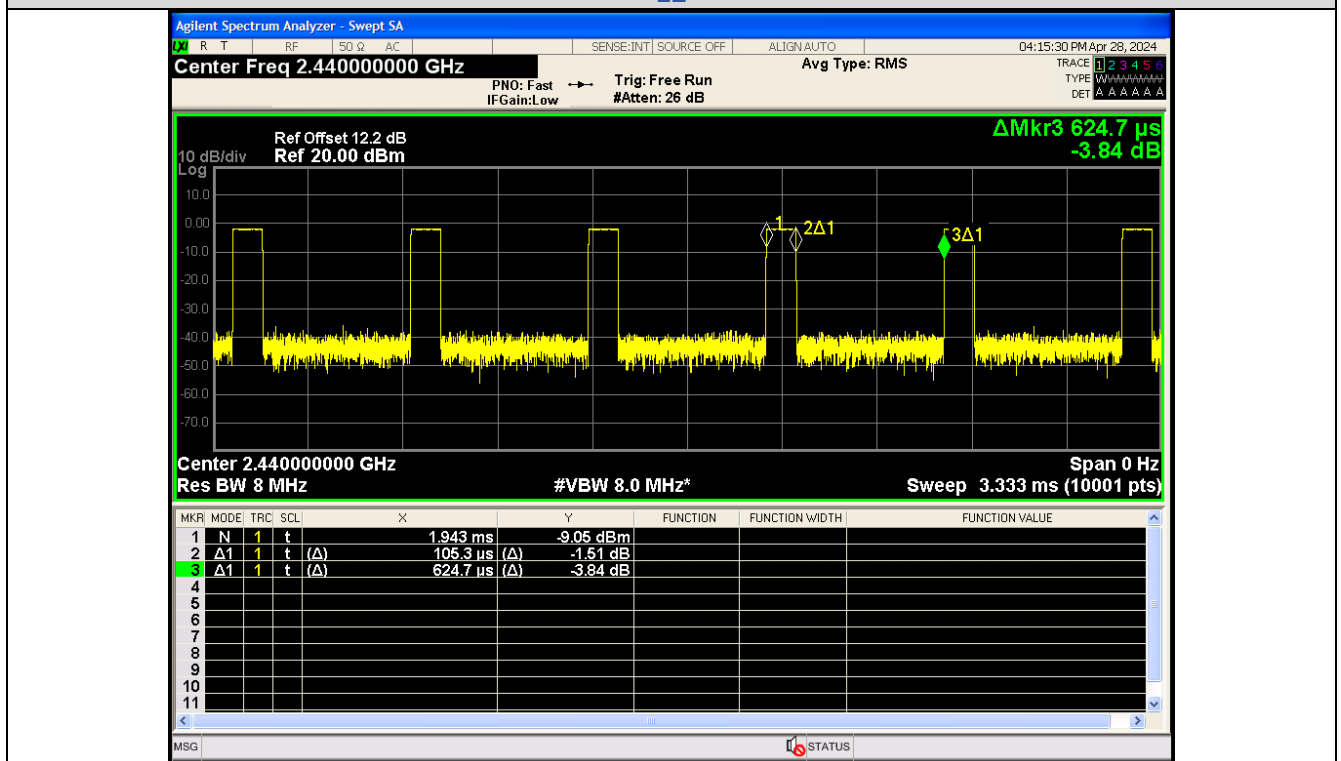 Agilent Spectrum Analyzer - Swept SA
LXI R T RF 50 Ω AC SENSE:INT SOURCE OFF ALIGN AUTO 04:15:30 PM Apr 28, 2024
Center Freq 2.440000000 GHz Avg Type: RMS TRACE 1 2 3 4 5 6
PNO: Fast Trig: Free Run TYPE WWWWWW
IFGain:Low #Atten: 26 dB DET A A A A A A
ΔMkr3 624.7 µs
-3.84 dB
Ref Offset 12.2 dB
10 dB/div Ref 20.00 dBm
Log
10.0
0.00
-10.0
-20.0
-30.0
-40.0
-50.0
-60.0
-70.0
1 2Δ1 3Δ1
Center 2.440000000 GHz Span 0 Hz
Res BW 8 MHz #VBW 8.0 MHz* Sweep 3.333 ms (10001 pts)
MKR MODE TRC SCL X Y FUNCTION FUNCTION WIDTH FUNCTION VALUE
1 N 1 t 1.943 ms -9.05 dBm
2 Δ1 1 t (Δ) 105.3 µs (Δ) -1.51 dB
3 Δ1 1 t (Δ) 624.7 µs (Δ) -3.84 dB
4
5
6
7
8
9
10
11
MSG STATUS